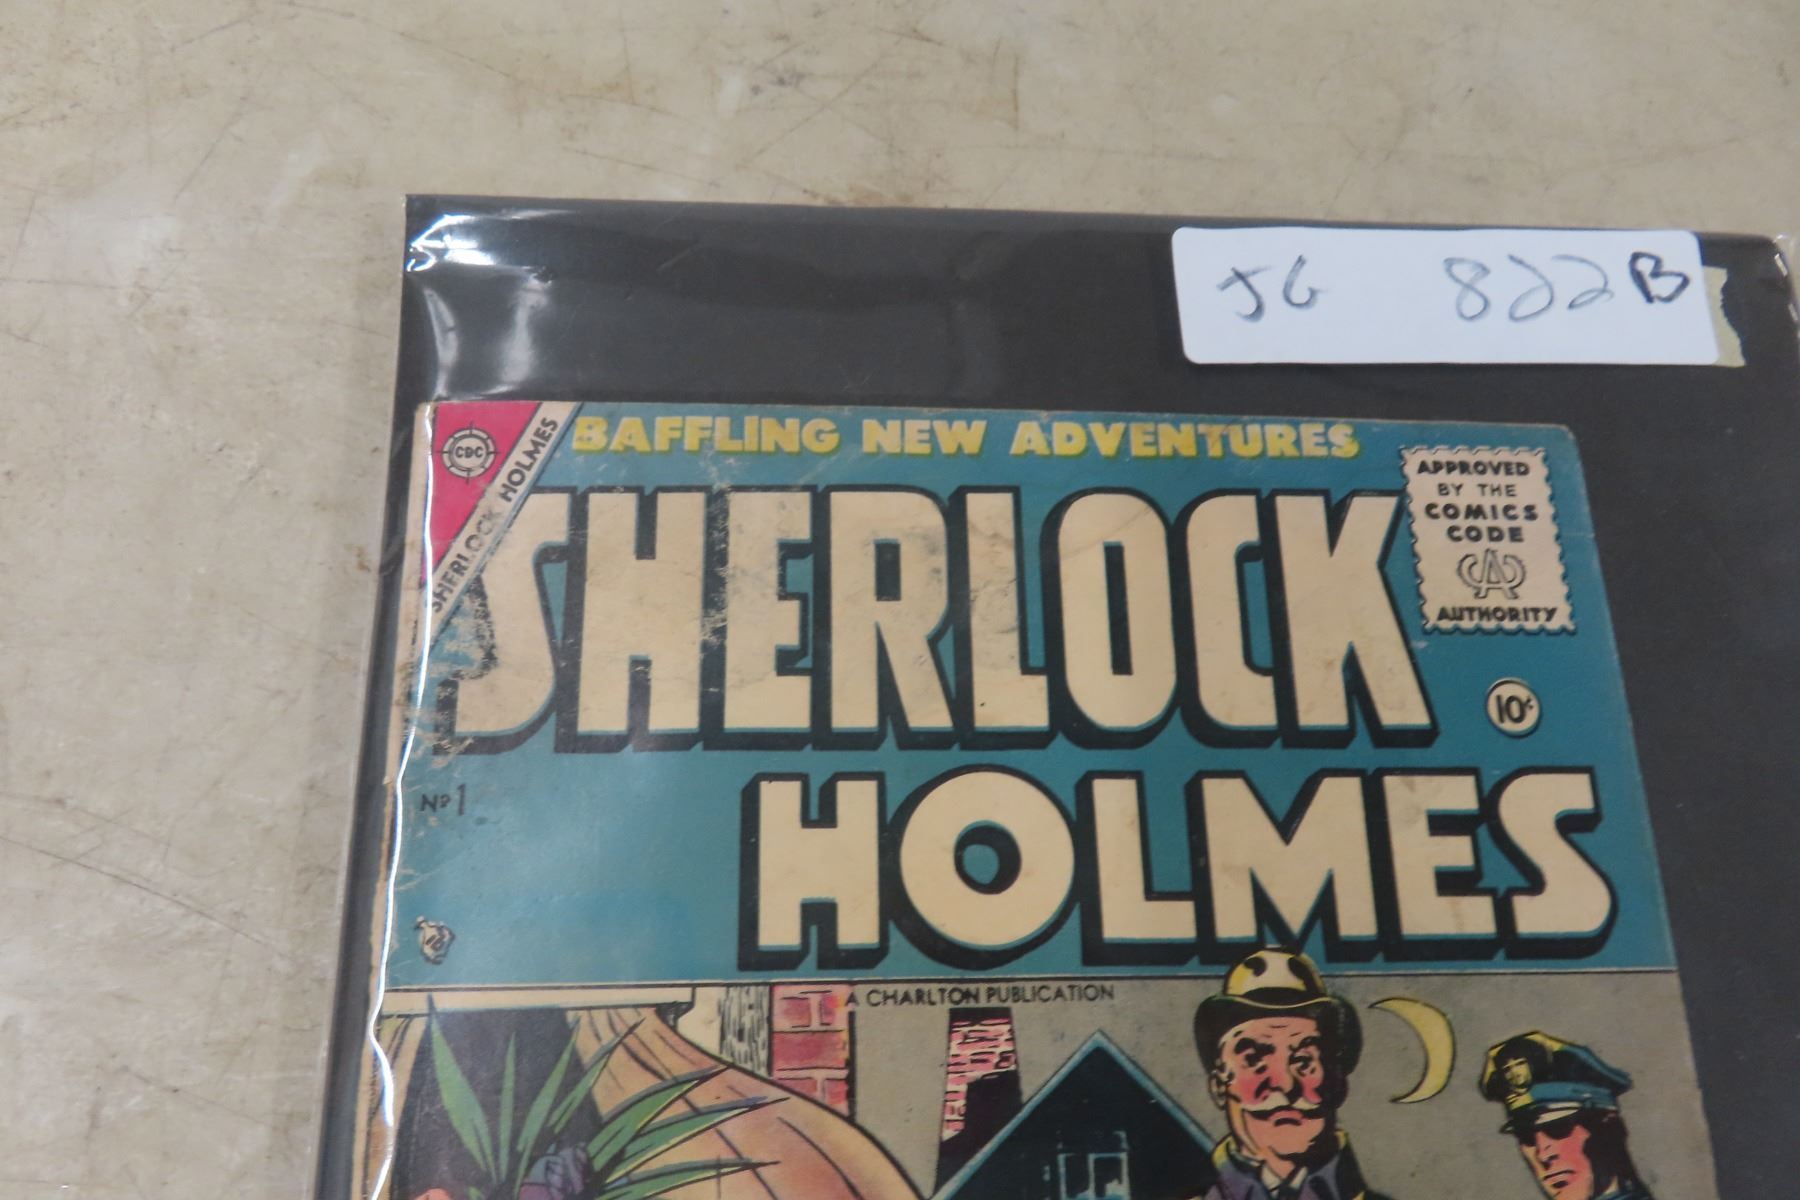 JG 822B
CDC
SHERLOCK HOLMES
BAFFLING NEW ADVENTURES
SHERLOCK
HOLMES
APPROVED
BY THE
COMICS
CODE
CA
AUTHORITY
10¢
No 1
A CHARLTON PUBLICATION